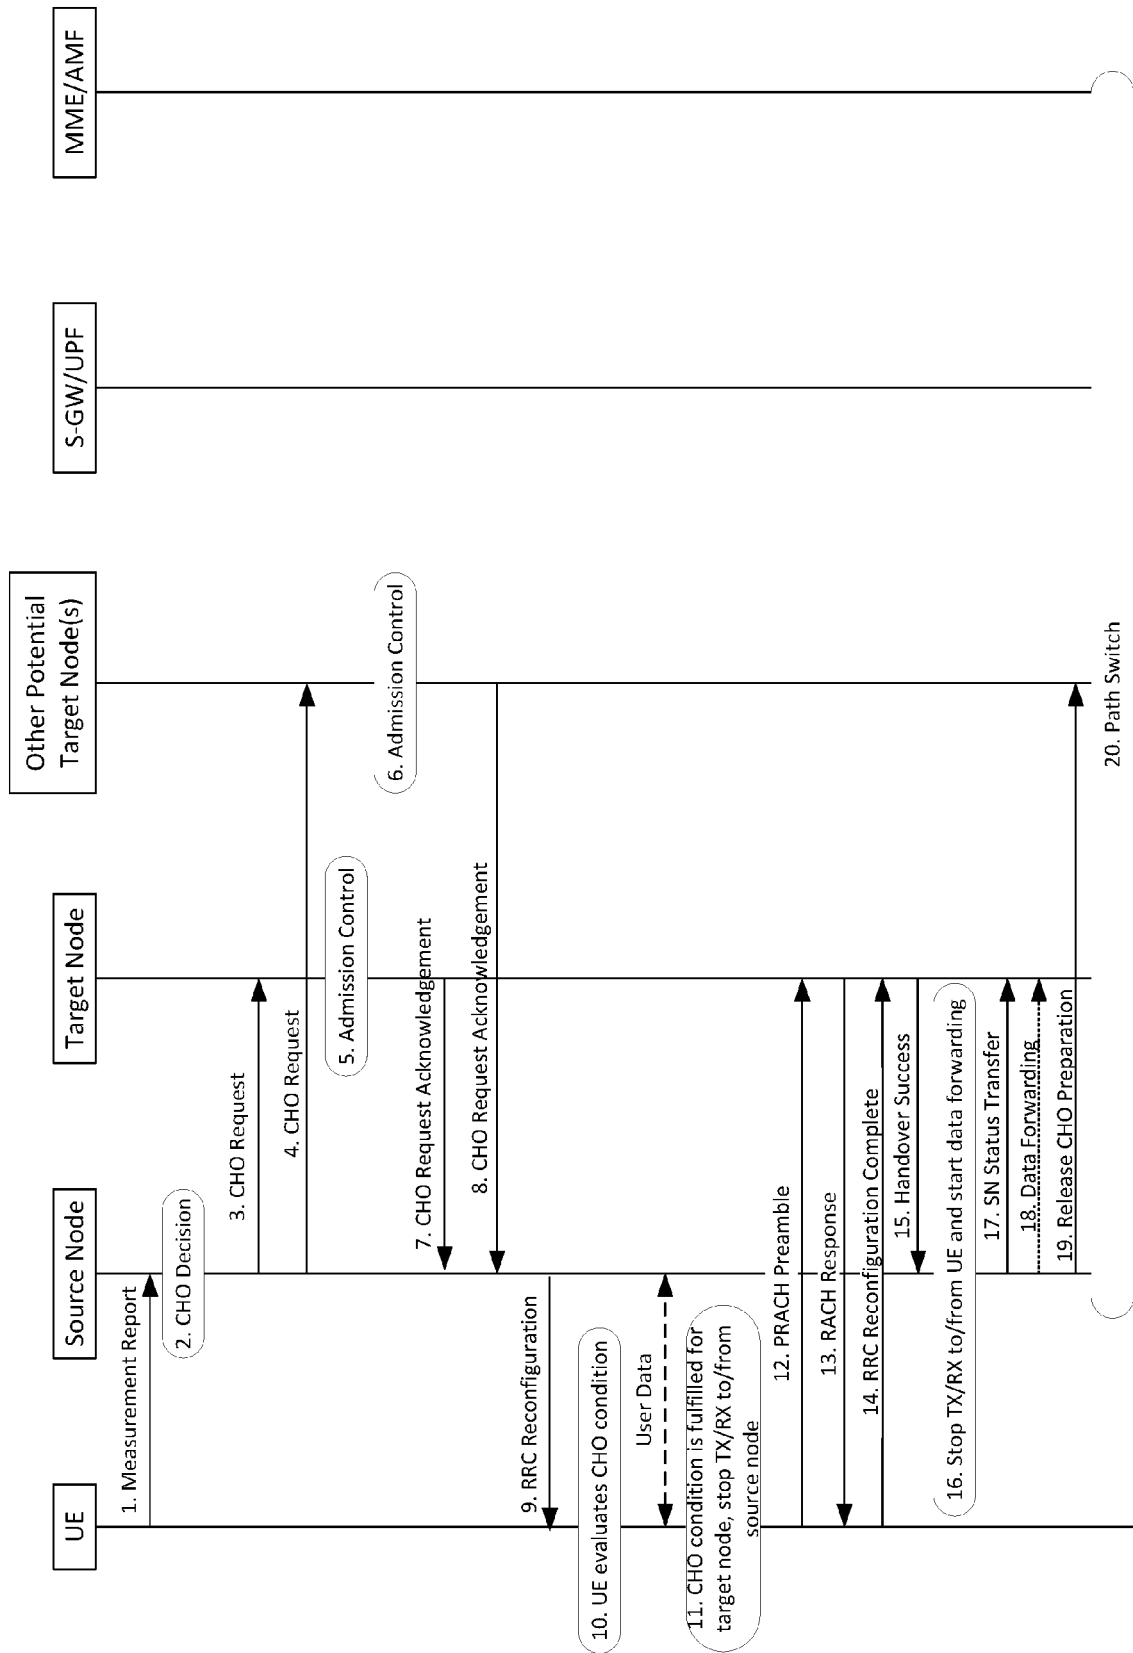 UE
Source Node
Target Node
Other Potential
Target Node(s)
S-GW/UPF
MME/AMF
1. Measurement Report
2. CHO Decision
3. CHO Request
4. CHO Request
5. Admission Control
6. Admission Control
7. CHO Request Acknowledgement
8. CHO Request Acknowledgement
9. RRC Reconfiguration
10. UE evaluates CHO condition
User Data
11. CHO condition is fulfilled for
target node, stop TX/RX to/from
source node
12. PRACH Preamble
13. RACH Response
14. RRC Reconfiguration Complete
15. Handover Success
16. Stop TX/RX to/from UE and start data forwarding
17. SN Status Transfer
18. Data Forwarding
19. Release CHO Preparation
20. Path Switch